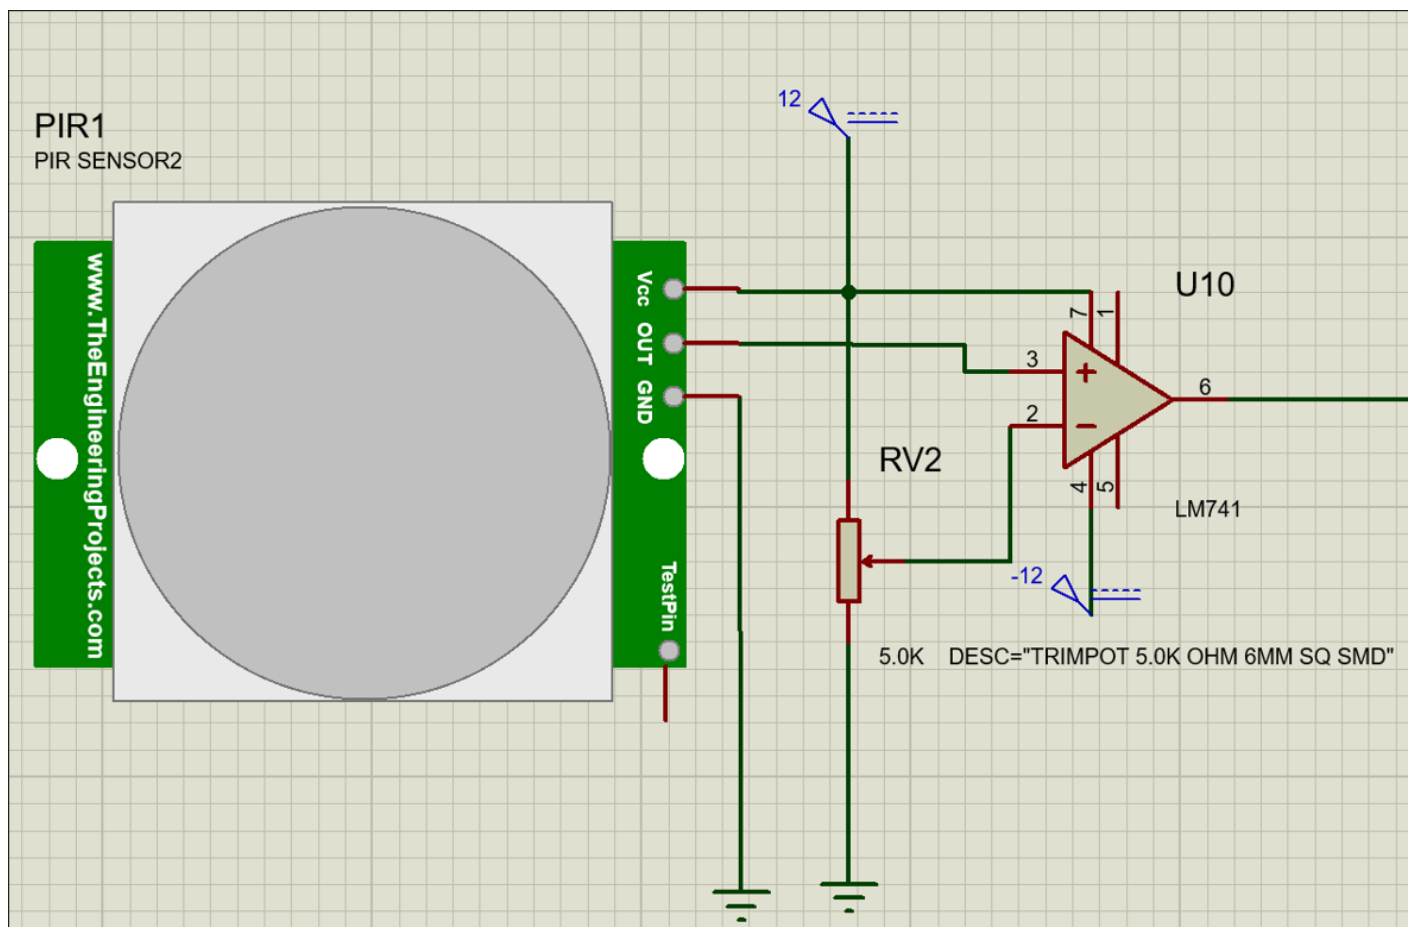 12
PIR1
PIR SENSOR2
www.TheEngineeringProjects.com
Vcc
OUT
GND
TestPin
U10
7
1
3
2
6
4
5
RV2
LM741
-12
5.0K DESC="TRIMPOT 5.0K OHM 6MM SQ SMD"